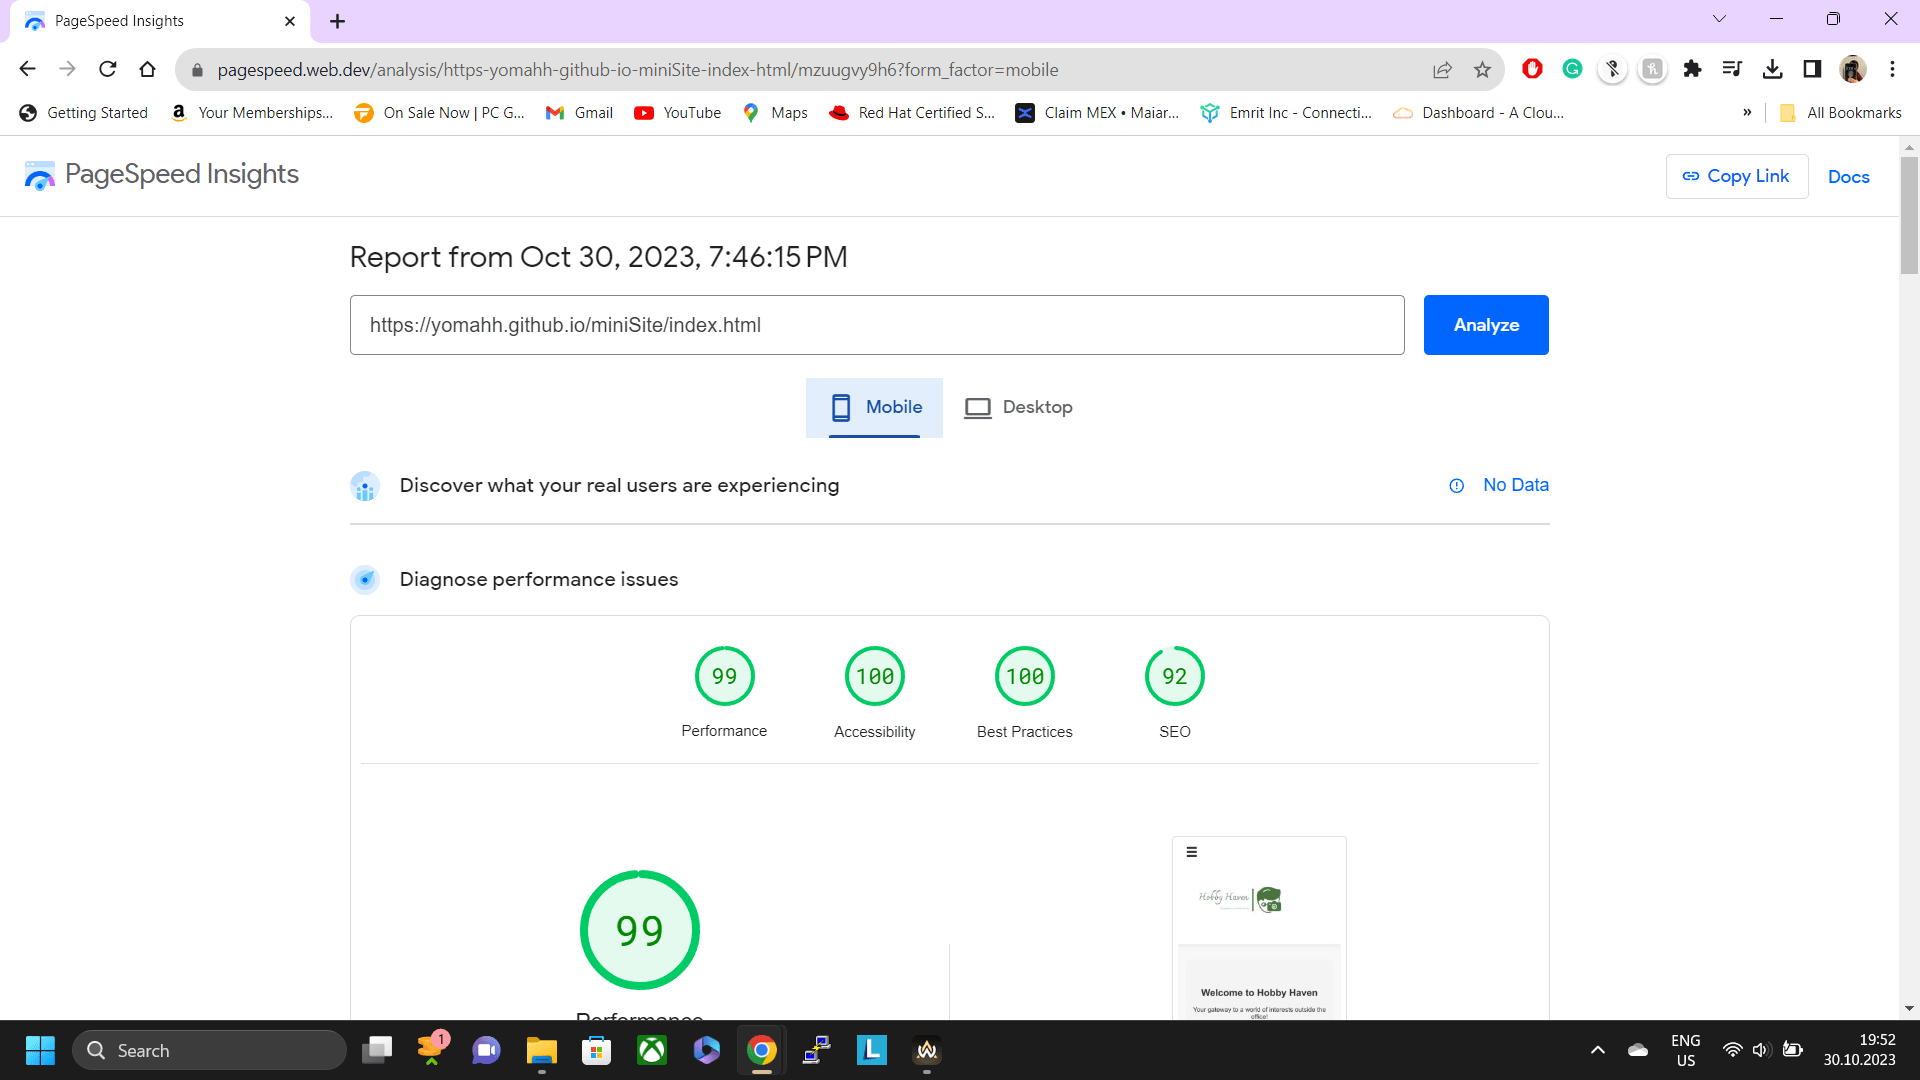 PageSpeed Insights
pagespeed.web.dev/analysis/https-yomahh-github-io-miniSite-index-html/mzuugvy9h6?form_factor=mobile
Getting Started
Your Memberships...
On Sale Now | PC G...
Gmail
YouTube
Maps
Red Hat Certified S...
Claim MEX • Maiar...
Emrit Inc - Connecti...
Dashboard - A Clou...
»
All Bookmarks
PageSpeed Insights
Copy Link
Docs
Report from Oct 30, 2023, 7:46:15 PM
https://yomahh.github.io/miniSite/index.html
Analyze
Mobile
Desktop
Discover what your real users are experiencing
No Data
Diagnose performance issues
99
100
100
92
Performance
Accessibility
Best Practices
SEO
99
Performance
Hobby Haven
Welcome to Hobby Haven
Your gateway to a world of interests outside the
office!
Search
1
ENG
US
19:52
30.10.2023